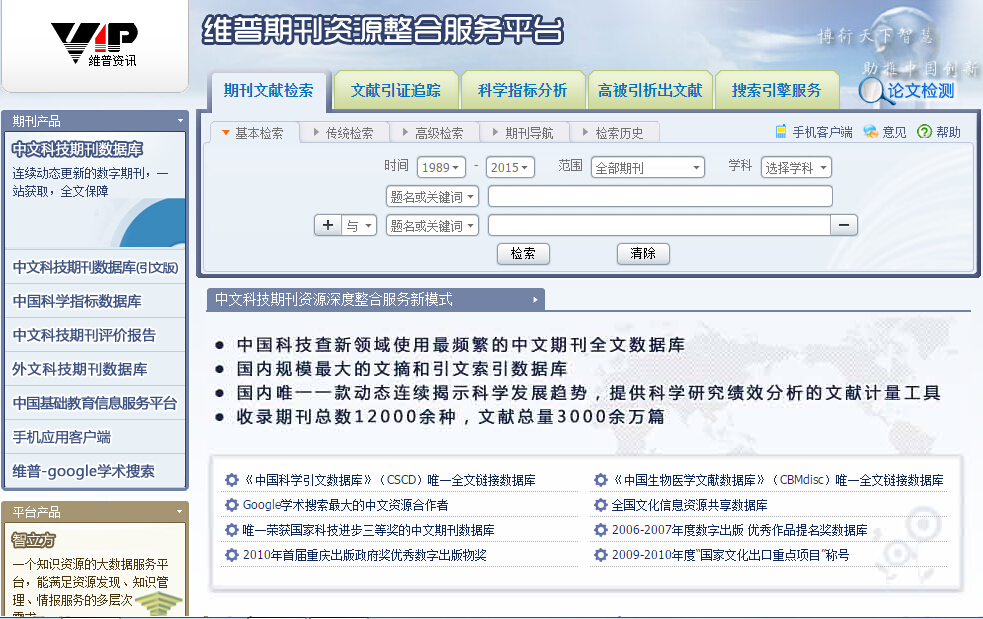 VIP
维普资讯
维普期刊资源整合服务平台
博衍天下智慧
助推中国创新
期刊文献检索
文献引证追踪
科学指标分析
高被引析出文献
搜索引擎服务
论文检测
基本检索
传统检索
高级检索
期刊导航
检索历史
手机客户端
意见
帮助
时间 1989 - 2015 范围 全部期刊 学科 选择学科
题名或关键词
+ 与 题名或关键词 −
检索 清除
期刊产品
中文科技期刊数据库
连续动态更新的数字期刊，一
站获取，全文保障
中文科技期刊数据库(引文版)
中国科学指标数据库
中文科技期刊评价报告
外文科技期刊数据库
中国基础教育信息服务平台
手机应用客户端
维普-google学术搜索
平台产品
智立方
一个知识资源的大数据服务平
台，能满足资源发现、知识管
理、情报服务的多层次
中文科技期刊资源深度整合服务新模式
● 中国科技查新领域使用最频繁的中文期刊全文数据库
● 国内规模最大的文摘和引文索引数据库
● 国内唯一一款动态连续揭示科学发展趋势，提供科学研究绩效分析的文献计量工具
● 收录期刊总数12000余种，文献总量3000余万篇
《中国科学引文数据库》（CSCD）唯一全文链接数据库
《中国生物医学文献数据库》（CBMdisc）唯一全文链接数据库
Google学术搜索最大的中文资源合作者
全国文化信息资源共享数据库
唯一荣获国家科技进步三等奖的中文期刊数据库
2006-2007年度数字出版 优秀作品提名奖数据库
2010年首届重庆出版政府奖优秀数字出版物奖
2009-2010年度“国家文化出口重点项目”称号